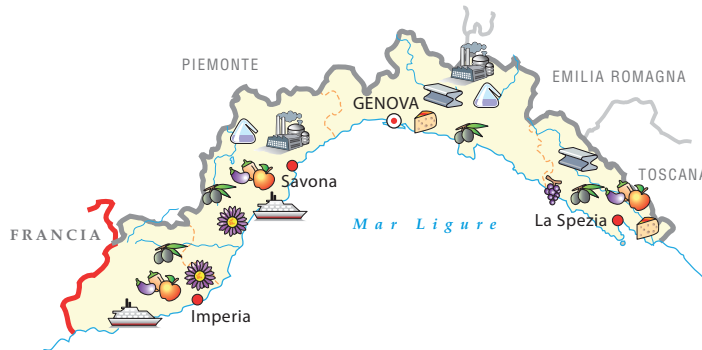 PIEMONTE
EMILIA ROMAGNA
GENOVA
TOSCANA
Savona
La Spezia
Mar Ligure
FRANCIA
Imperia